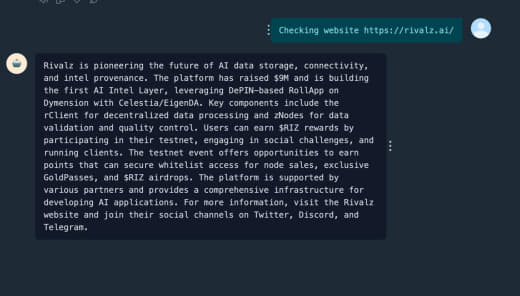 Checking website https://rivalz.ai/
Rivalz is pioneering the future of AI data storage, connectivity,
and intel provenance. The platform has raised $9M and is building
the first AI Intel Layer, leveraging DePIN-based RollApp on
Dymension with Celestia/EigenDA. Key components include the
rClient for decentralized data processing and zNodes for data
validation and quality control. Users can earn $RIZ rewards by
participating in their testnet, engaging in social challenges, and
running clients. The testnet event offers opportunities to earn
points that can secure whitelist access for node sales, exclusive
GoldPasses, and $RIZ airdrops. The platform is supported by
various partners and provides a comprehensive infrastructure for
developing AI applications. For more information, visit the Rivalz
website and join their social channels on Twitter, Discord, and
Telegram.